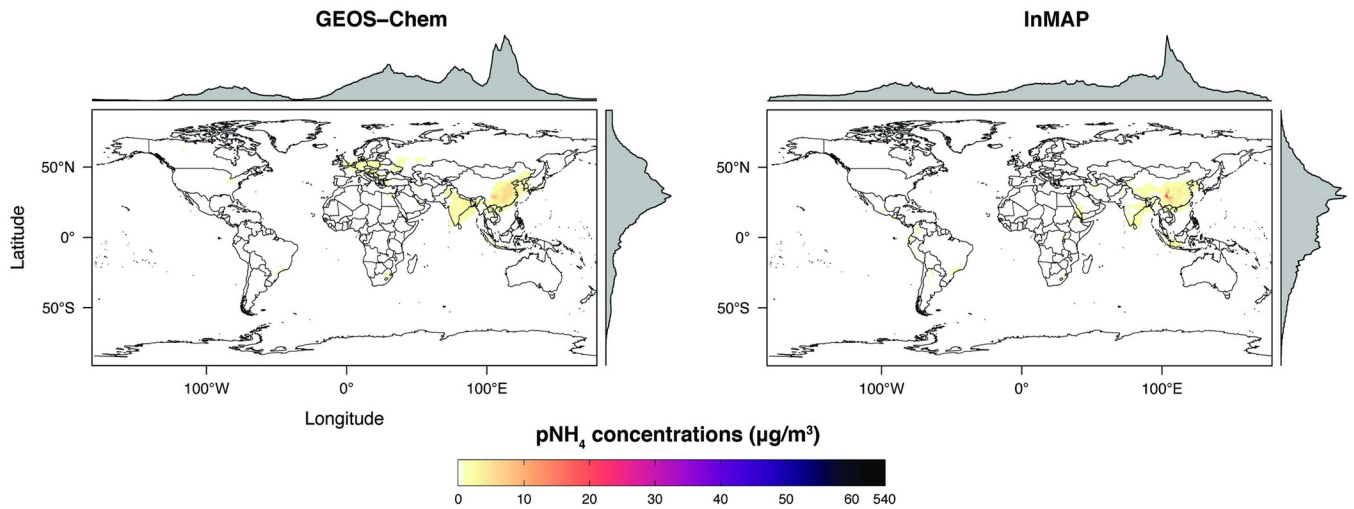 GEOS–Chem
InMAP
Latitude
50°N
0°
50°S
50°N
0°
50°S
100°W 0° 100°E
100°W 0° 100°E
Longitude
pNH₄ concentrations (µg/m³)
0 10 20 30 40 50 60 540